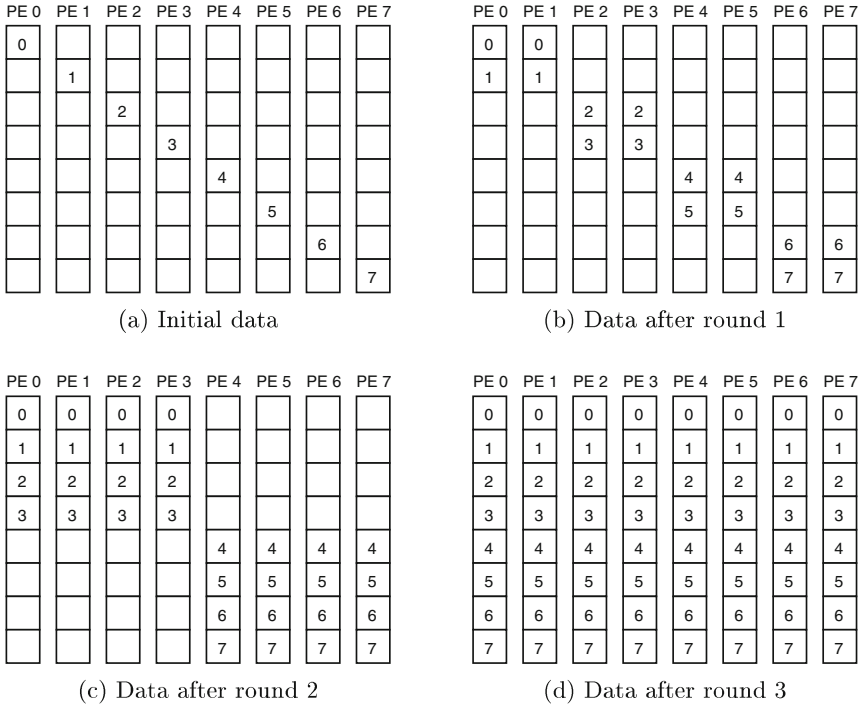 PE 0 PE 1 PE 2 PE 3 PE 4 PE 5 PE 6 PE 7
0
1
2
3
4
5
6
7
(a) Initial data
PE 0 PE 1 PE 2 PE 3 PE 4 PE 5 PE 6 PE 7
0 0
1 1
2 2
3 3
4 4
5 5
6 6
7 7
(b) Data after round 1
PE 0 PE 1 PE 2 PE 3 PE 4 PE 5 PE 6 PE 7
0 0 0 0
1 1 1 1
2 2 2 2
3 3 3 3
4 4 4 4
5 5 5 5
6 6 6 6
7 7 7 7
(c) Data after round 2
PE 0 PE 1 PE 2 PE 3 PE 4 PE 5 PE 6 PE 7
0 0 0 0 0 0 0 0
1 1 1 1 1 1 1 1
2 2 2 2 2 2 2 2
3 3 3 3 3 3 3 3
4 4 4 4 4 4 4 4
5 5 5 5 5 5 5 5
6 6 6 6 6 6 6 6
7 7 7 7 7 7 7 7
(d) Data after round 3